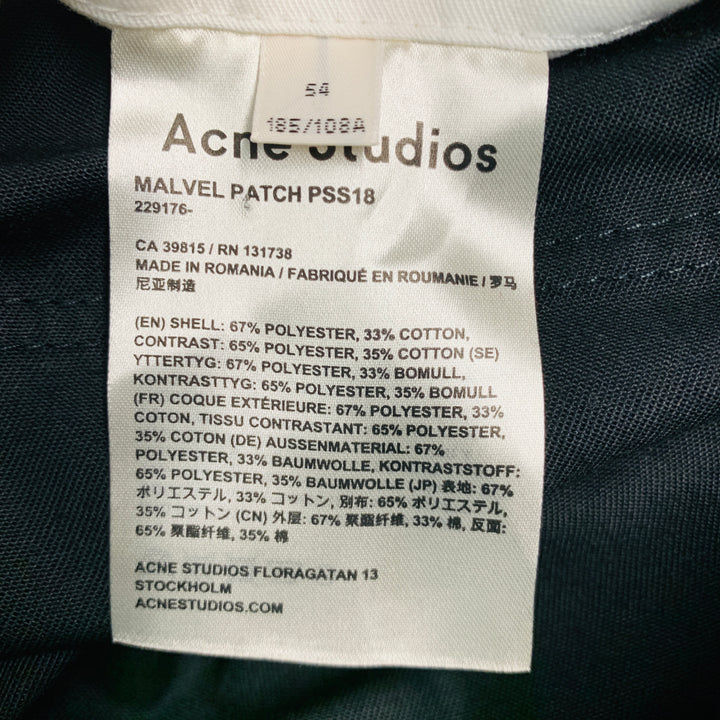 54
185/108A
Acne Studios
MALVEL PATCH PSS18
229176-
CA 39815 / RN 131738
MADE IN ROMANIA / FABRIQUÉ EN ROUMANIE / 罗马
尼亚制造
(EN) SHELL: 67% POLYESTER, 33% COTTON,
CONTRAST: 65% POLYESTER, 35% COTTON (SE)
YTTERTYG: 67% POLYESTER, 33% BOMULL,
KONTRASTTYG: 65% POLYESTER, 35% BOMULL
(FR) COQUE EXTÉRIEURE: 67% POLYESTER, 33%
COTON, TISSU CONTRASTANT: 65% POLYESTER,
35% COTON (DE) AUSSENMATERIAL: 67%
POLYESTER, 33% BAUMWOLLE, KONTRASTSTOFF:
65% POLYESTER, 35% BAUMWOLLE (JP) 表地: 67%
ポリエステル, 33% コットン, 別布: 65% ポリエステル,
35% コットン (CN) 外层: 67% 聚酯纤维, 33% 棉, 反面:
65% 聚酯纤维, 35% 棉
ACNE STUDIOS FLORAGATAN 13
STOCKHOLM
ACNESTUDIOS.COM